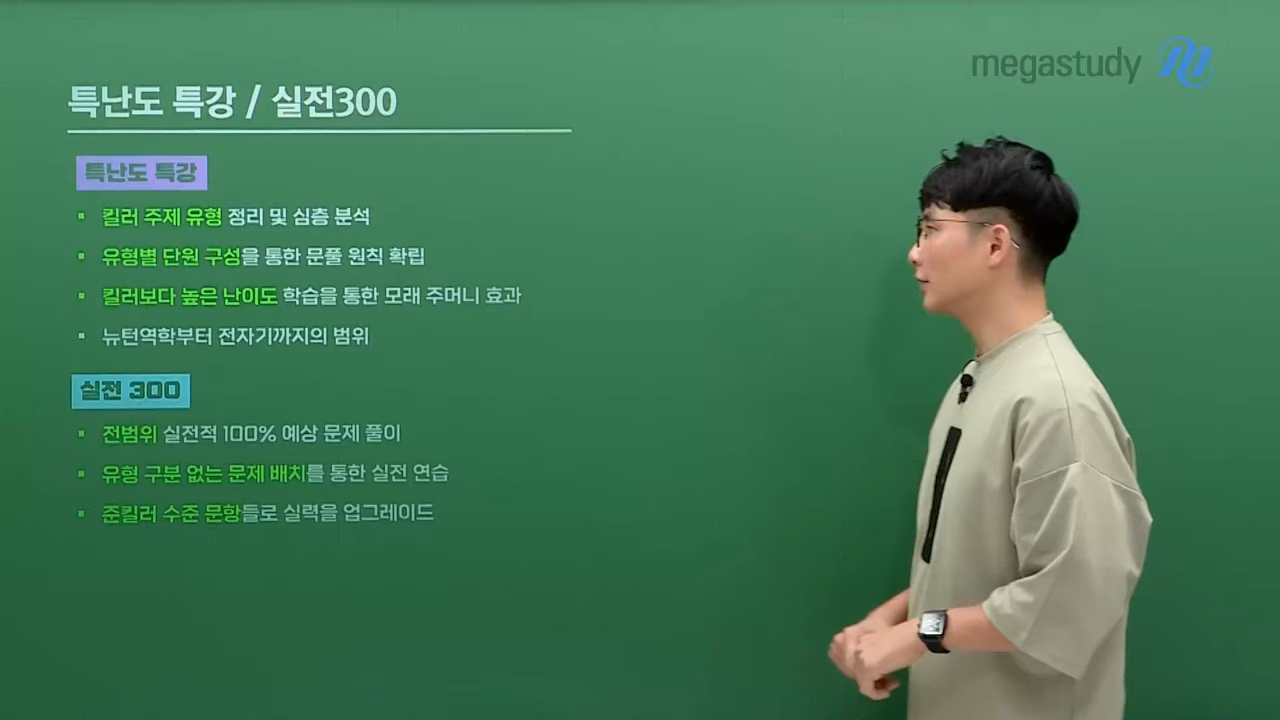 megastudy
특난도 특강 / 실전300
특난도 특강
▪ 킬러 주제 유형 정리 및 심층 분석
▪ 유형별 단원 구성을 통한 문풀 원칙 확립
▪ 킬러보다 높은 난이도 학습을 통한 모래 주머니 효과
▪ 뉴턴역학부터 전자기까지의 범위
실전 300
▪ 전범위 실전적 100% 예상 문제 풀이
▪ 유형 구분 없는 문제 배치를 통한 실전 연습
▪ 준킬러 수준 문항들로 실력을 업그레이드